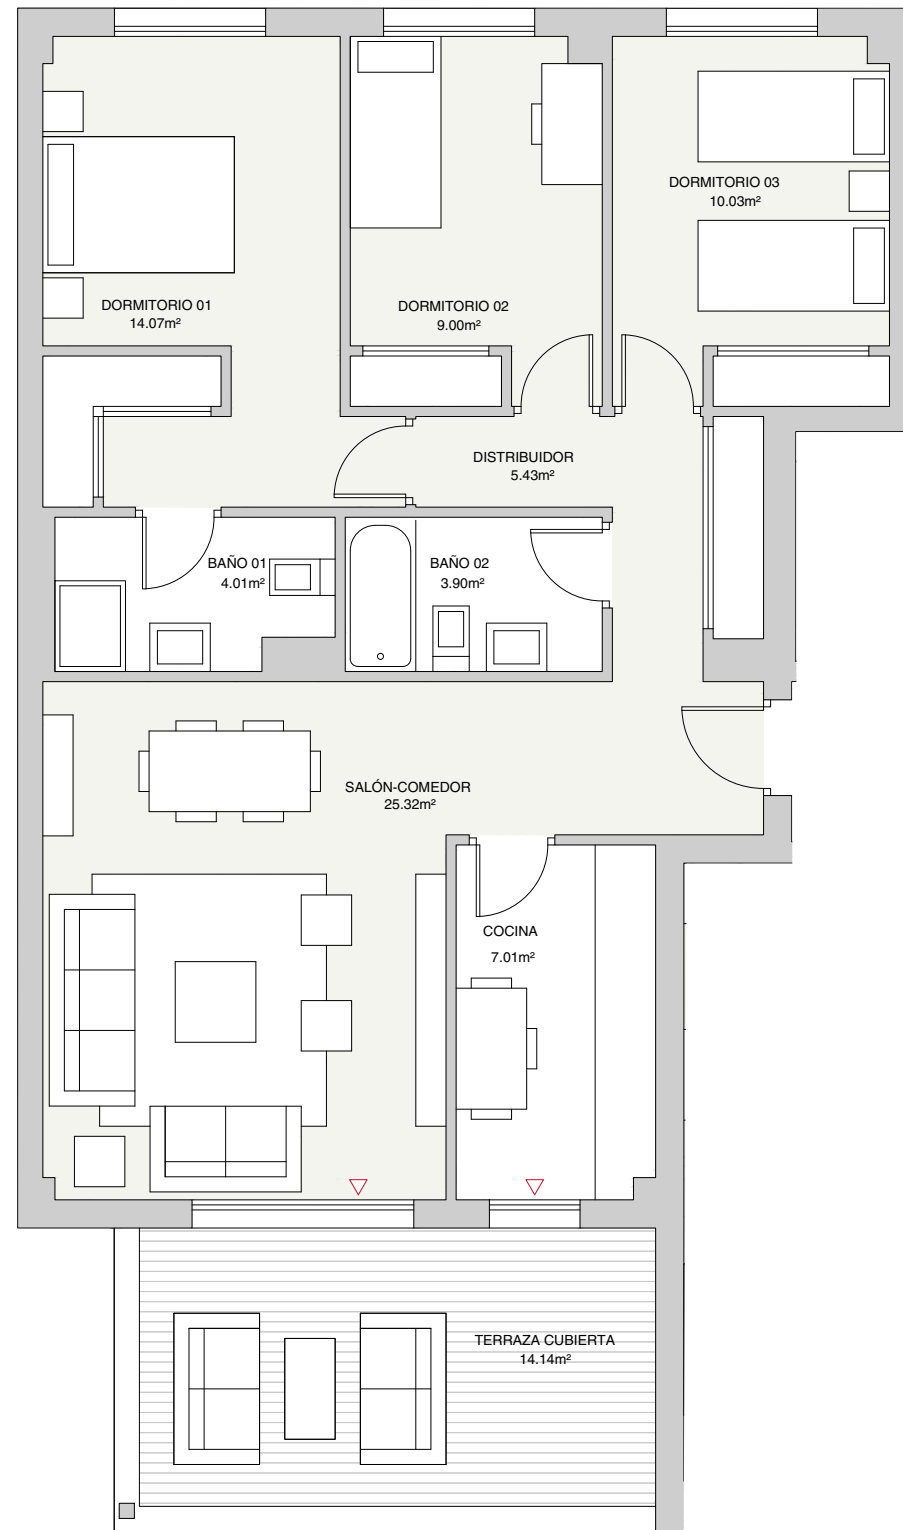 DORMITORIO 03
10.03m²
DORMITORIO 01
14.07m²
DORMITORIO 02
9.00m²
DISTRIBUIDOR
5.43m²
BAÑO 01
4.01m²
BAÑO 02
3.90m²
SALÓN-COMEDOR
25.32m²
COCINA
7.01m²
TERRAZA CUBIERTA
14.14m²